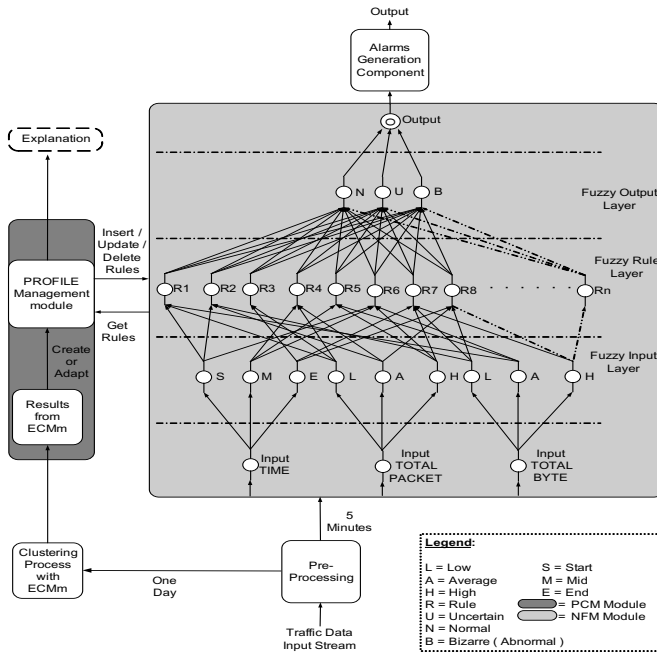 Output
Alarms
Generation
Component
Output
Explanation
N
U
B
Fuzzy Output
Layer
Insert /
Update /
Delete
Rules
Fuzzy Rule
Layer
PROFILE
Management
module
R1
R2
R3
R4
R5
R6
R7
R8
Rn
Get
Rules
Fuzzy Input
Layer
Create
or
Adapt
S
M
E
L
A
H
L
A
H
Results
from
ECMm
Input
TIME
Input
TOTAL
PACKET
Input
TOTAL
BYTE
5
Minutes
Clustering
Process
with
ECMm
One
Day
Pre-
Processing
Traffic Data
Input Stream
Legend:
L = Low
A = Average
H = High
R = Rule
U = Uncertain
N = Normal
B = Bizarre ( Abnormal )
S = Start
M = Mid
E = End
= PCM Module
= NFM Module